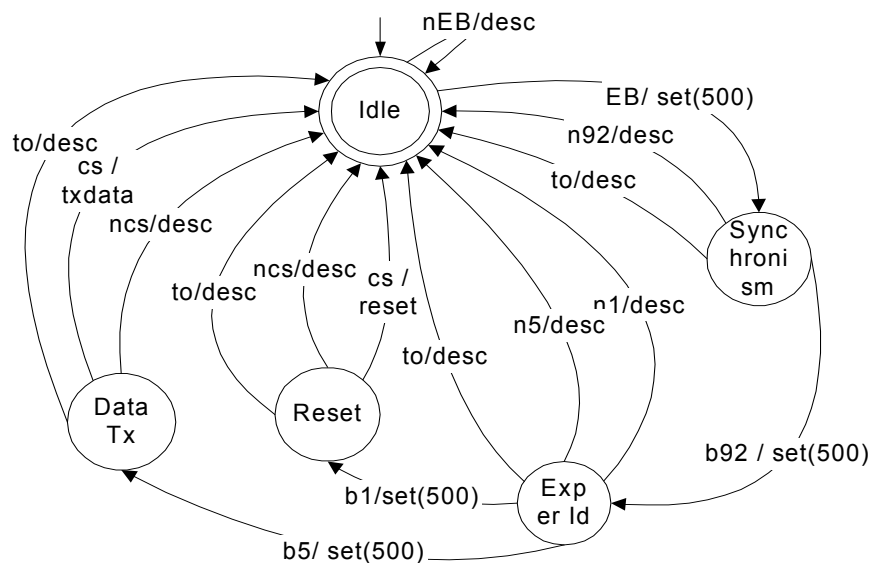 nEB/desc
Idle
EB/ set(500)
n92/desc
to/desc
to/desc
cs /
txdata
ncs/desc
Sync
hroni
sm
ncs/desc
to/desc
cs /
reset
n1/desc
n5/desc
to/desc
Data
Tx
Reset
b92 / set(500)
Exp
er Id
b1/set(500)
b5/ set(500)